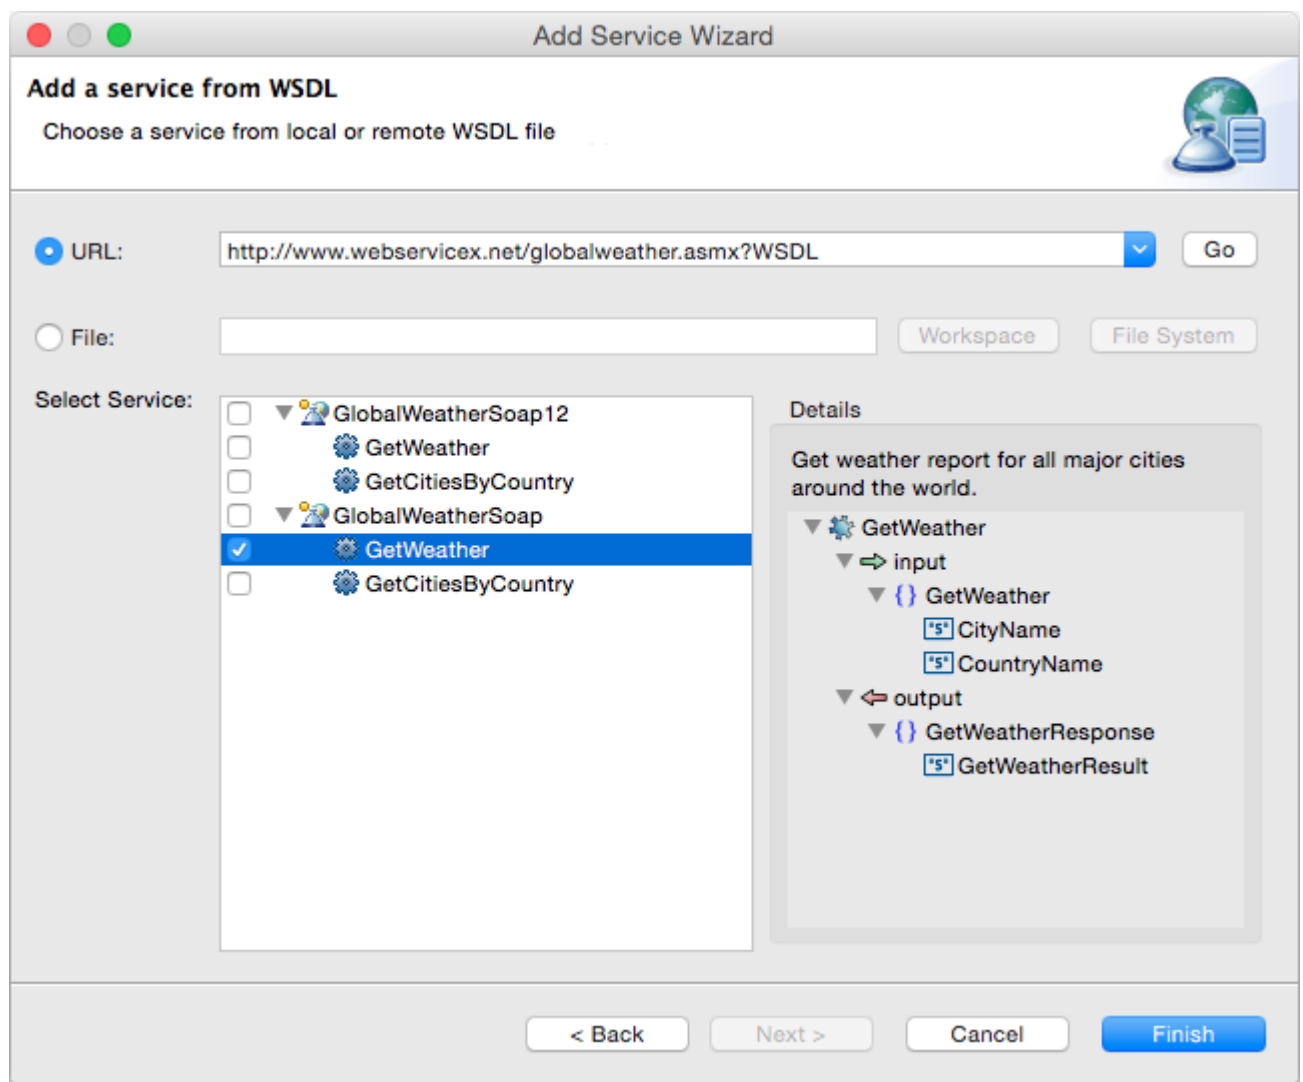 Add Service Wizard
Add a service from WSDL
Choose a service from local or remote WSDL file
URL:
http://www.webservicex.net/globalweather.asmx?WSDL
Go
File:
Workspace
File System
Select Service:
GlobalWeatherSoap12
GetWeather
GetCitiesByCountry
GlobalWeatherSoap
GetWeather
GetCitiesByCountry
Details
Get weather report for all major cities
around the world.
GetWeather
input
{} GetWeather
"S" CityName
"S" CountryName
output
{} GetWeatherResponse
"S" GetWeatherResult
< Back
Next >
Cancel
Finish